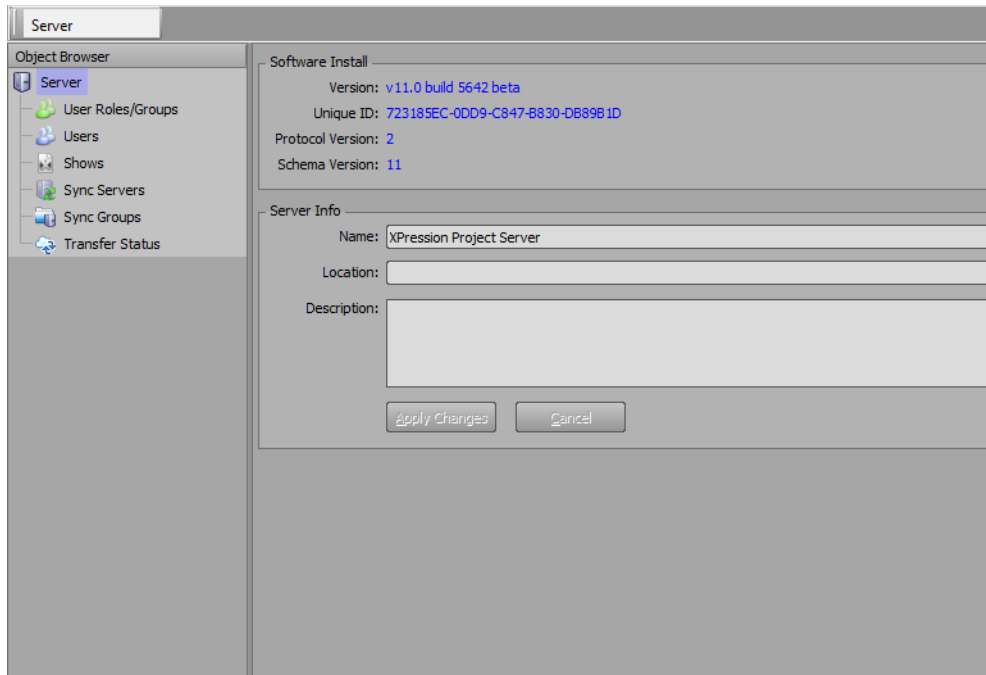 Server
Object Browser
Server
User Roles/Groups
Users
Shows
Sync Servers
Sync Groups
Transfer Status
Software Install
Version: v11.0 build 5642 beta
Unique ID: 723185EC-0DD9-C847-B830-DB89B1D
Protocol Version: 2
Schema Version: 11
Server Info
Name: XPression Project Server
Location:
Description:
Apply Changes Cancel